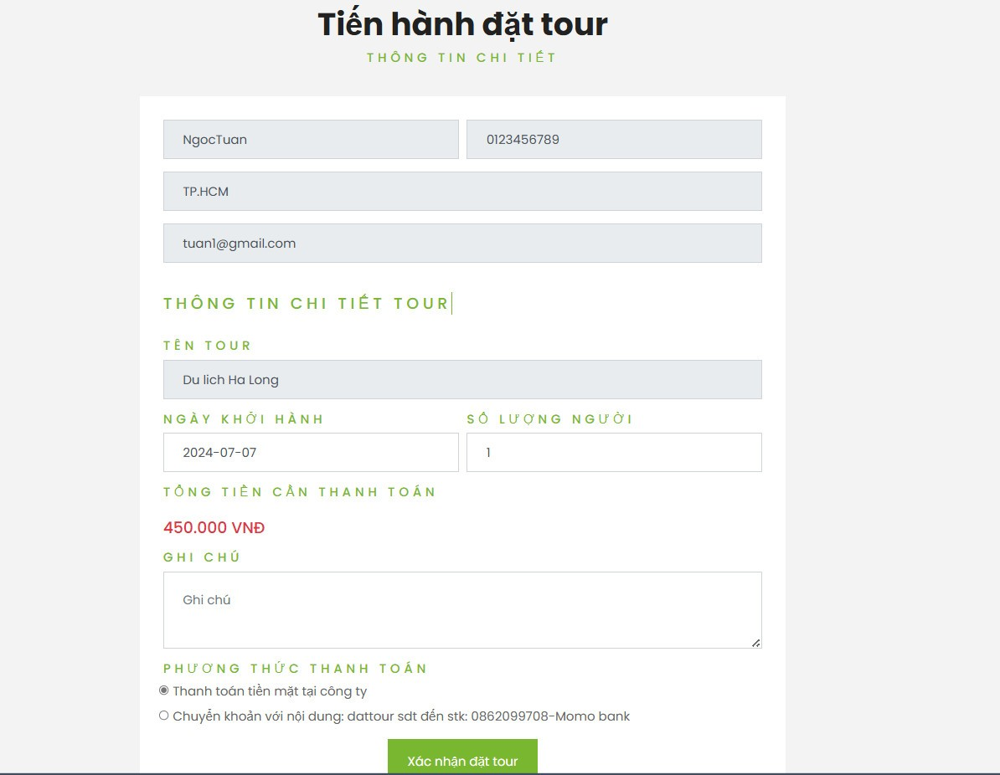 Tiến hành đặt tour
THÔNG TIN CHI TIẾT
NgocTuan 0123456789
TP.HCM
tuan1@gmail.com
THÔNG TIN CHI TIẾT TOUR
TÊN TOUR
Du lich Ha Long
NGÀY KHỞI HÀNH SỐ LƯỢNG NGƯỜI
2024-07-07 1
TỔNG TIỀN CẦN THANH TOÁN
450.000 VNĐ
GHI CHÚ
Ghi chú
PHƯƠNG THỨC THANH TOÁN
Thanh toán tiền mặt tại công ty
Chuyển khoản với nội dung: dattour sdt đến stk: 0862099708-Momo bank
Xác nhận đặt tour